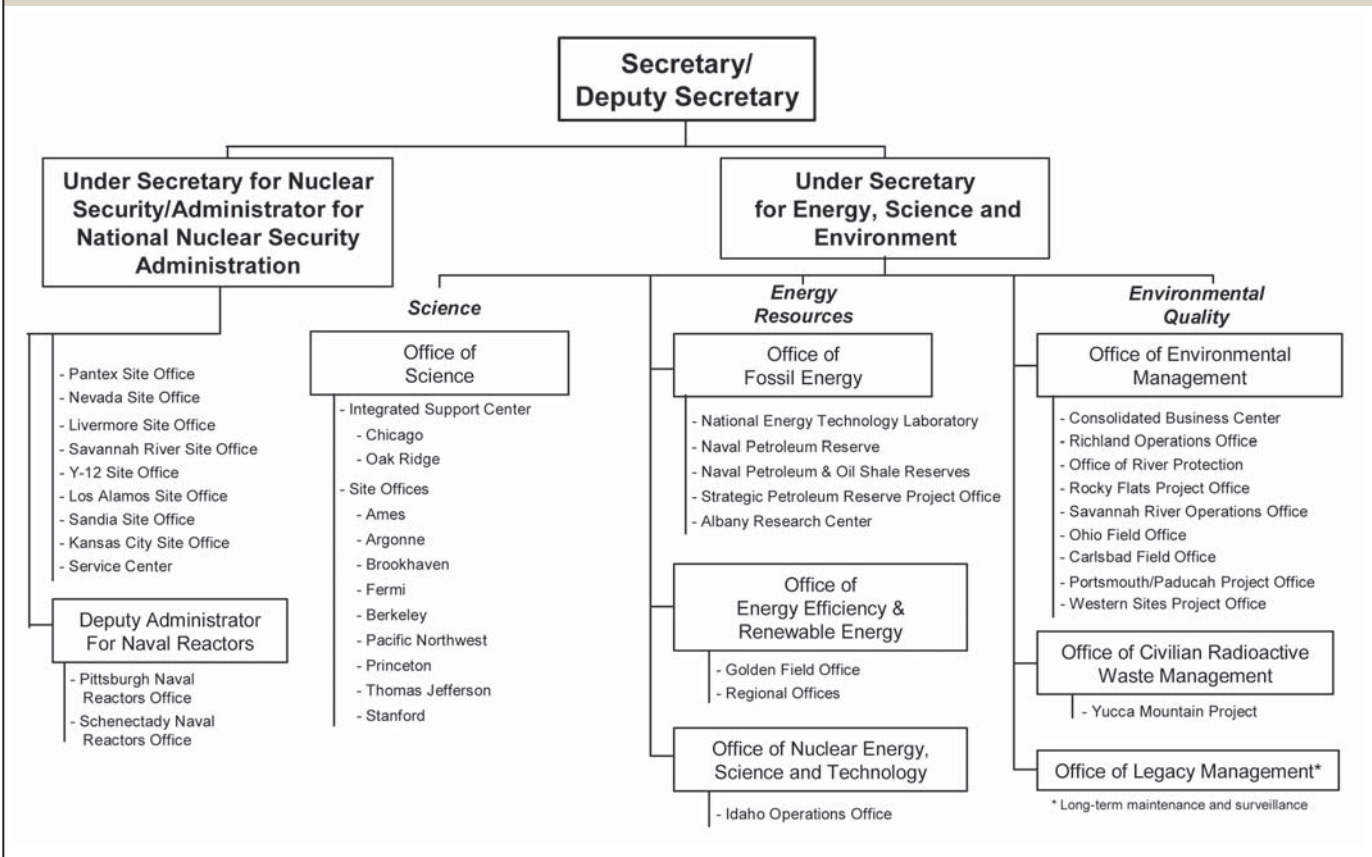 Secretary/
Deputy Secretary
Under Secretary for Nuclear
Security/Administrator for
National Nuclear Security
Administration
- Pantex Site Office
- Nevada Site Office
- Livermore Site Office
- Savannah River Site Office
- Y-12 Site Office
- Los Alamos Site Office
- Sandia Site Office
- Kansas City Site Office
- Service Center
Deputy Administrator
For Naval Reactors
- Pittsburgh Naval
Reactors Office
- Schenectady Naval
Reactors Office
Under Secretary
for Energy, Science and
Environment
Science
Office of
Science
- Integrated Support Center
- Chicago
- Oak Ridge
- Site Offices
- Ames
- Argonne
- Brookhaven
- Fermi
- Berkeley
- Pacific Northwest
- Princeton
- Thomas Jefferson
- Stanford
Energy
Resources
Office of
Fossil Energy
- National Energy Technology Laboratory
- Naval Petroleum Reserve
- Naval Petroleum & Oil Shale Reserves
- Strategic Petroleum Reserve Project Office
- Albany Research Center
Office of
Energy Efficiency &
Renewable Energy
- Golden Field Office
- Regional Offices
Office of Nuclear Energy,
Science and Technology
- Idaho Operations Office
Environmental
Quality
Office of Environmental
Management
- Consolidated Business Center
- Richland Operations Office
- Office of River Protection
- Rocky Flats Project Office
- Savannah River Operations Office
- Ohio Field Office
- Carlsbad Field Office
- Portsmouth/Paducah Project Office
- Western Sites Project Office
Office of Civilian Radioactive
Waste Management
- Yucca Mountain Project
Office of Legacy Management*
* Long-term maintenance and surveillance